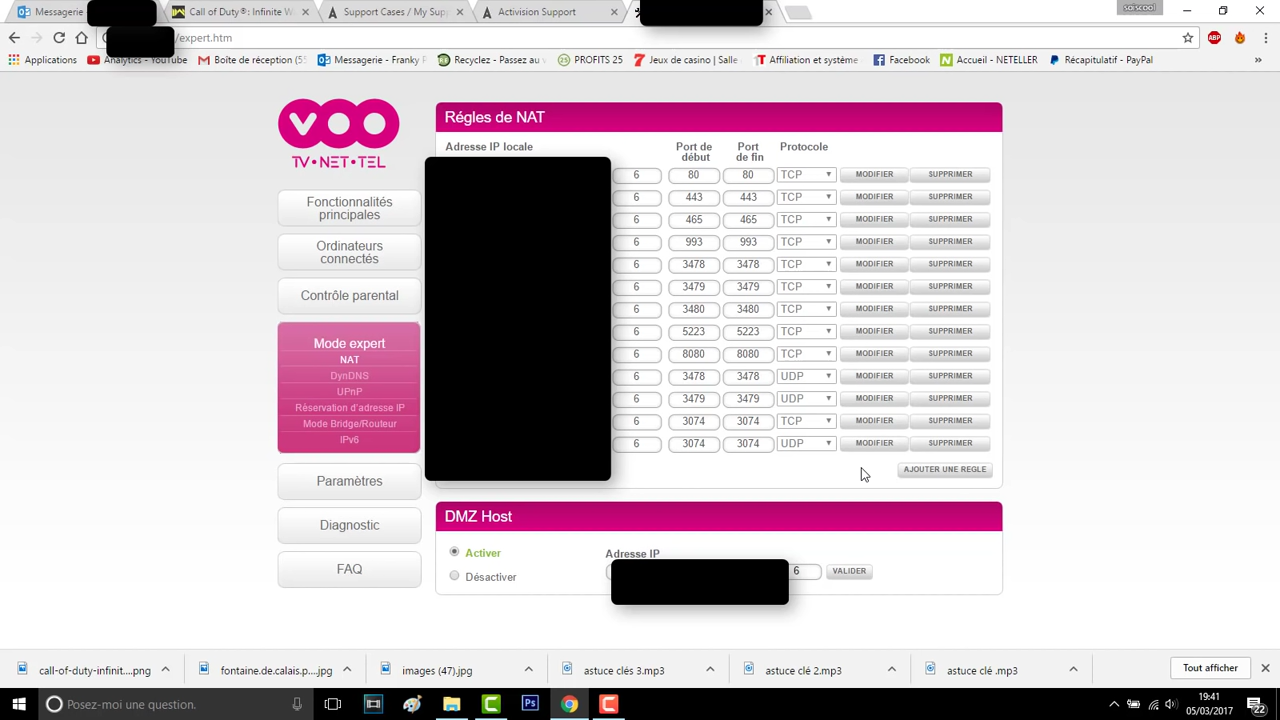 Messagerie
Call of Duty®: Infinite W
Support Cases / My Sup
Activision Support
soiscool
/expert.htm
Applications
Analytics - YouTube
Boîte de réception (55
Messagerie - Franky P
Recyclez - Passez au v
PROFITS 25
Jeux de casino | Salle
Affiliation et système
Facebook
Accueil - NETELLER
Récapitulatif - PayPal
»
VOO
TV•NET•TEL
Fonctionnalités
principales
Ordinateurs
connectés
Contrôle parental
Mode expert
NAT
DynDNS
UPnP
Réservation d'adresse IP
Mode Bridge/Routeur
IPv6
Paramètres
Diagnostic
FAQ
Régles de NAT
Adresse IP locale Port de début Port de fin Protocole
6 80 80 TCP MODIFIER SUPPRIMER
6 443 443 TCP MODIFIER SUPPRIMER
6 465 465 TCP MODIFIER SUPPRIMER
6 993 993 TCP MODIFIER SUPPRIMER
6 3478 3478 TCP MODIFIER SUPPRIMER
6 3479 3479 TCP MODIFIER SUPPRIMER
6 3480 3480 TCP MODIFIER SUPPRIMER
6 5223 5223 TCP MODIFIER SUPPRIMER
6 8080 8080 TCP MODIFIER SUPPRIMER
6 3478 3478 UDP MODIFIER SUPPRIMER
6 3479 3479 UDP MODIFIER SUPPRIMER
6 3074 3074 TCP MODIFIER SUPPRIMER
6 3074 3074 UDP MODIFIER SUPPRIMER
AJOUTER UNE REGLE
DMZ Host
Activer
Adresse IP
Désactiver
6 VALIDER
call-of-duty-infinit....png
fontaine.de.calais.p....jpg
images (47).jpg
astuce clés 3.mp3
astuce clé 2.mp3
astuce clé .mp3
Tout afficher
Posez-moi une question.
Ps
19:41
05/03/2017
22